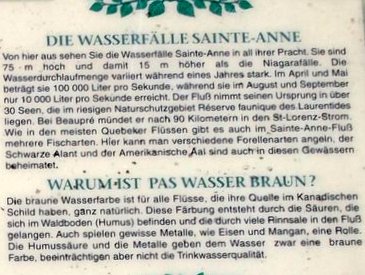 DIE WASSERFÄLLE SAINTE-ANNE
Von hier aus sehen Sie die Wasserfälle Sainte-Anne in all ihrer Pracht. Sie sind
75 m hoch und damit 15 m höher als die Niagarafälle. Die
Wasserdurchlaufmenge variiert während eines Jahres stark. Im April und Mai
beträgt sie 100 000 Liter pro Sekunde, während sie im August und September
nur 10 000 Liter pro Sekunde erreicht. Der Fluß nimmt seinen Ursprung in über
30 Seen, die im riesigen Naturschutzgebiet Réserve faunique des Laurentides
liegen. Bei Beaupré mündet er nach 90 Kilometern in den St-Lorenz-Strom.
Wie in den meisten Quebeker Flüssen gibt es auch im Sainte-Anne-Fluß
mehrere Fischarten. Hier kann man verschiedene Forellenarten angeln, der
Schwarze Alant und der Amerikanische Aal sind auch in diesen Gewässern
beheimatet.
WARUM IST DAS WASSER BRAUN?
Die braune Wasserfarbe ist für alle Flüsse, die ihre Quelle im Kanadischen
Schild haben, ganz natürlich. Diese Färbung entsteht durch die Säuren, die
sich im Waldboden (Humus) befinden und die durch viele Rinnsale in den Fluß
gelangen. Auch spielen gewisse Metalle, wie Eisen und Mangan, eine Rolle.
Die Humussäure und die Metalle geben dem Wasser zwar eine braune
Farbe, beeinträchtigen aber nicht die Trinkwasserqualität.